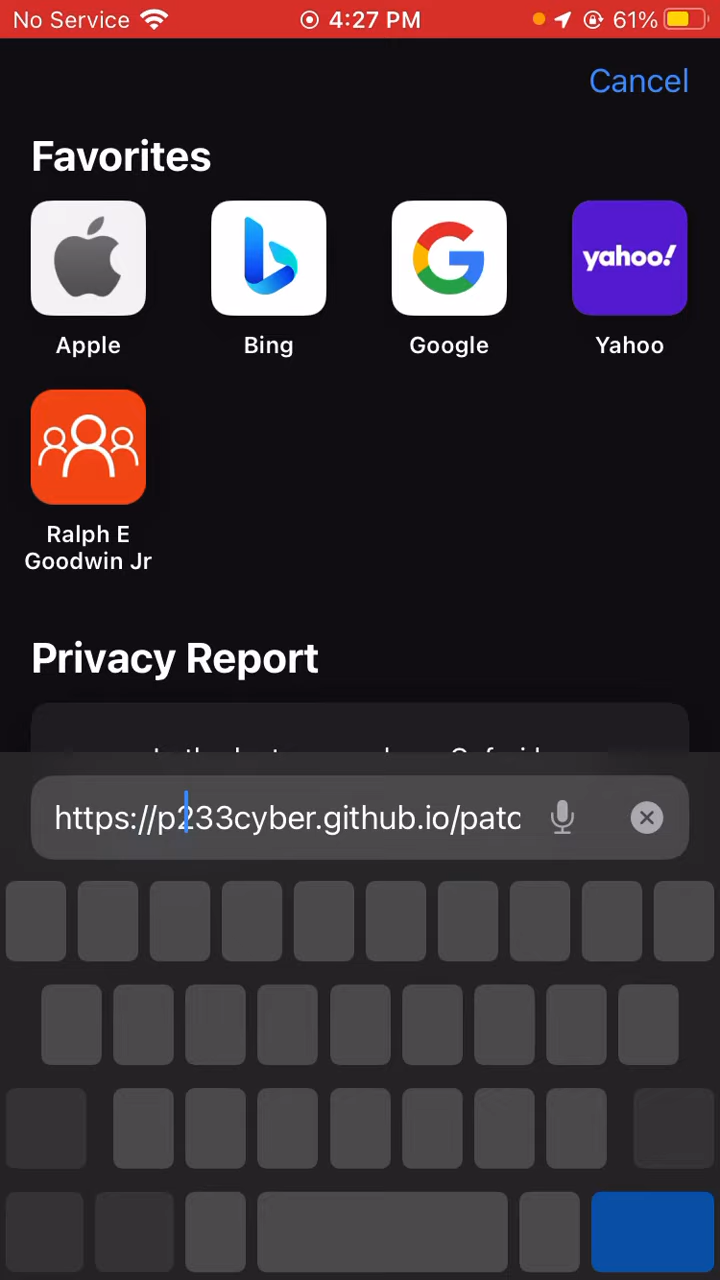 No Service
4:27 PM
61%
Cancel
Favorites
yahoo!
Apple
Bing
Google
Yahoo
Ralph E
Goodwin Jr
Privacy Report
https://p233cyber.github.io/patc